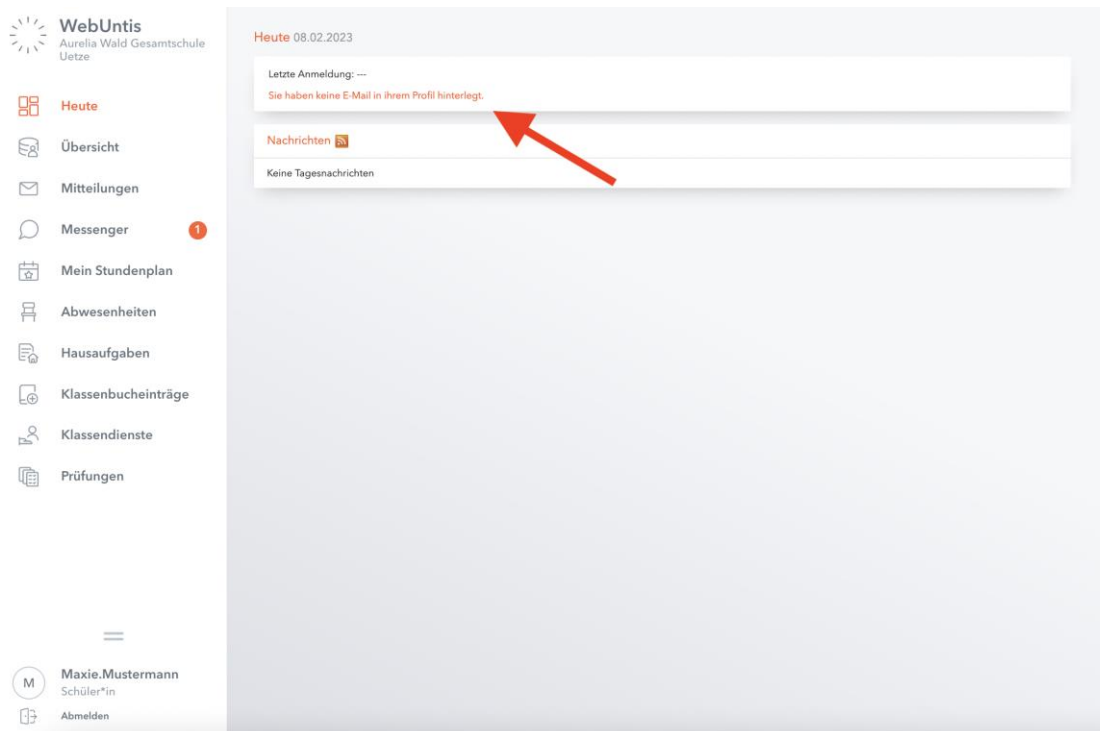 WebUntis
Aurelia Wald Gesamtschule
Uetze
Heute
Übersicht
Mitteilungen
Messenger 1
Mein Stundenplan
Abwesenheiten
Hausaufgaben
Klassenbucheinträge
Klassendienste
Prüfungen
M
Maxie.Mustermann
Schüler*in
Abmelden
Heute 08.02.2023
Letzte Anmeldung: ---
Sie haben keine E-Mail in ihrem Profil hinterlegt.
Nachrichten
Keine Tagesnachrichten